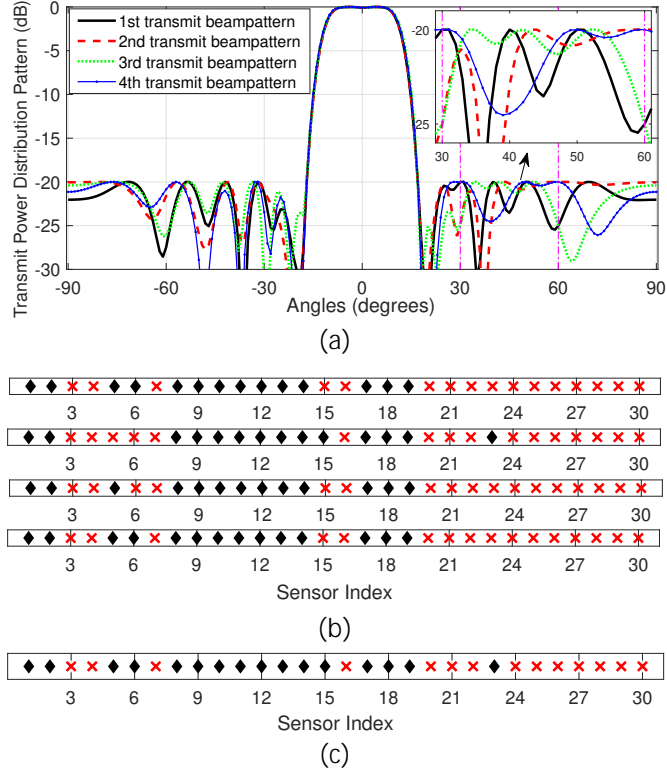 Transmit Power Distribution Pattern (dB)
0
-5
-10
-15
-20
-25
-30
1st transmit beampattern
2nd transmit beampattern
3rd transmit beampattern
4th transmit beampattern
-20
-25
30 40 50 60
-90 -60 -30 0 30 60 90
Angles (degrees)
(a)
3 6 9 12 15 18 21 24 27 30
3 6 9 12 15 18 21 24 27 30
3 6 9 12 15 18 21 24 27 30
3 6 9 12 15 18 21 24 27 30
Sensor Index
(b)
3 6 9 12 15 18 21 24 27 30
Sensor Index
(c)